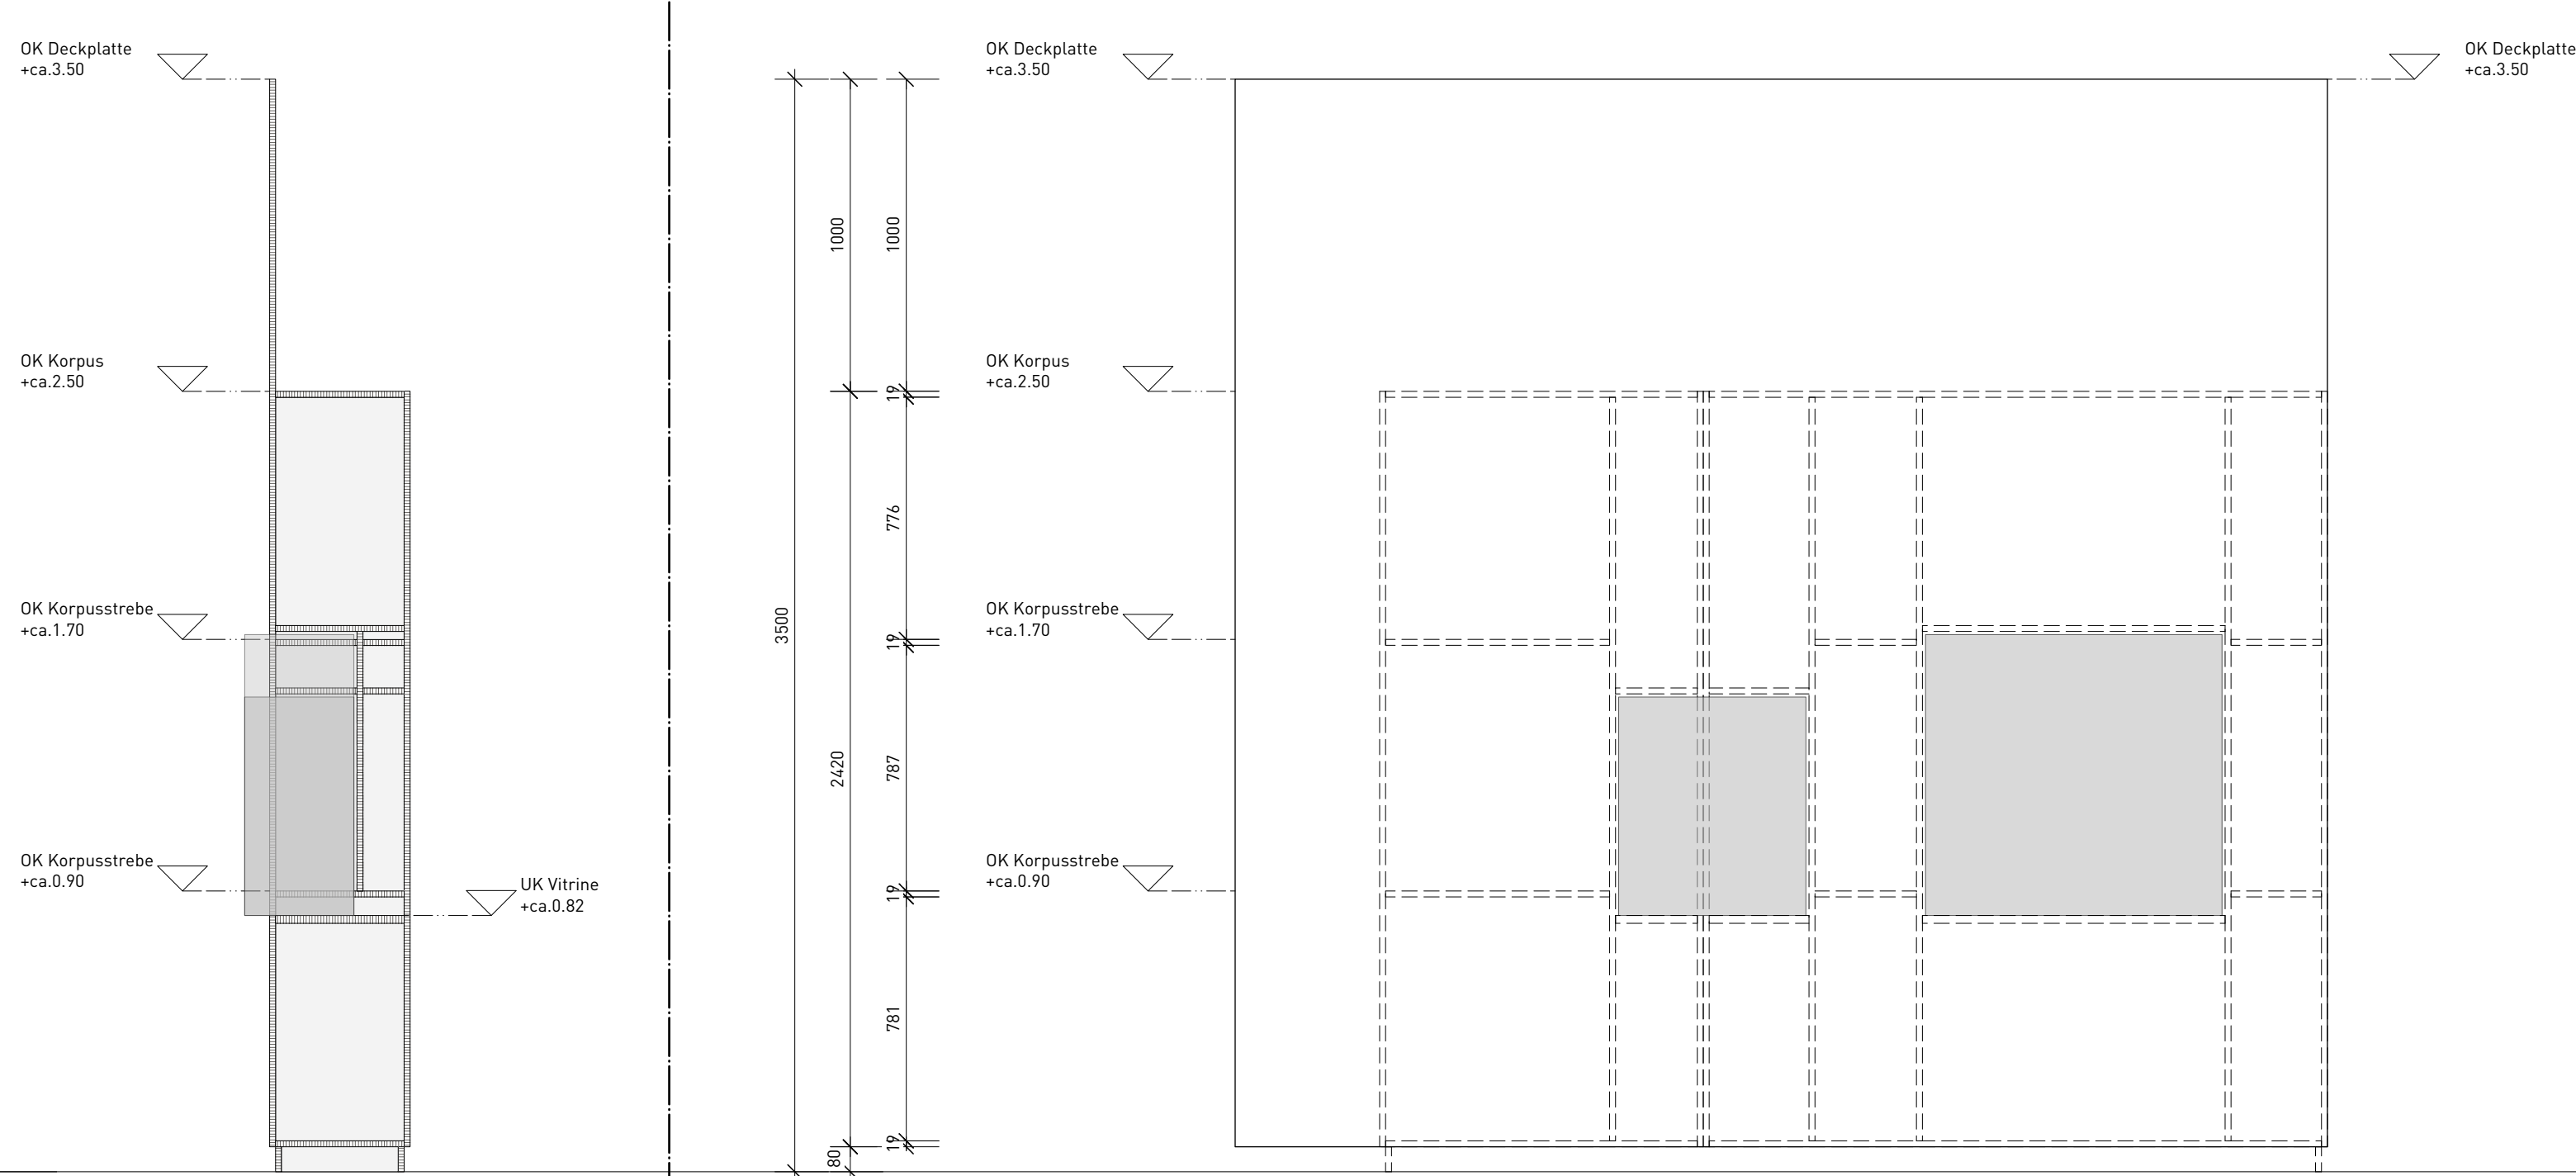 OK Deckplatte
+ca.3.50
OK Korpus
+ca.2.50
OK Korpusstrebe
+ca.1.70
OK Korpusstrebe
+ca.0.90
UK Vitrine
+ca.0.82
3500
1000
2420
80
1000
19
776
19
787
19
781
19
OK Deckplatte
+ca.3.50
OK Korpus
+ca.2.50
OK Korpusstrebe
+ca.1.70
OK Korpusstrebe
+ca.0.90
OK Deckplatte
+ca.3.50